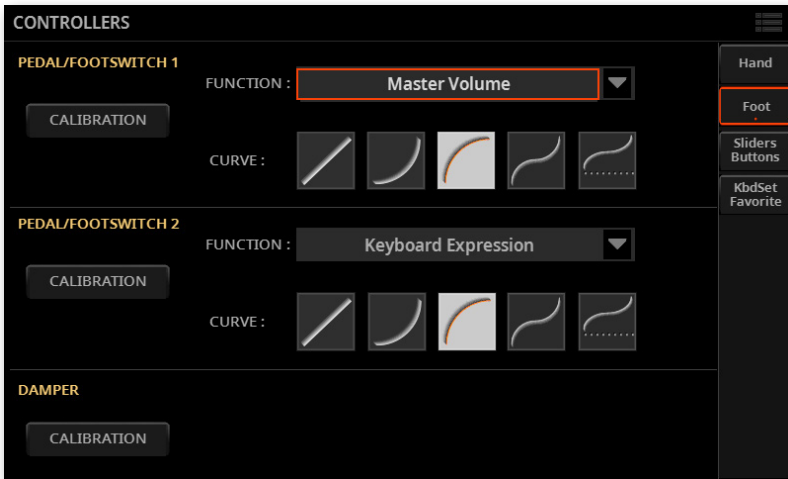 CONTROLLERS
PEDAL/FOOTSWITCH 1
FUNCTION :
Master Volume
CALIBRATION
CURVE :
PEDAL/FOOTSWITCH 2
FUNCTION :
Keyboard Expression
CALIBRATION
CURVE :
DAMPER
CALIBRATION
Hand
Foot
Sliders
Buttons
KbdSet
Favorite